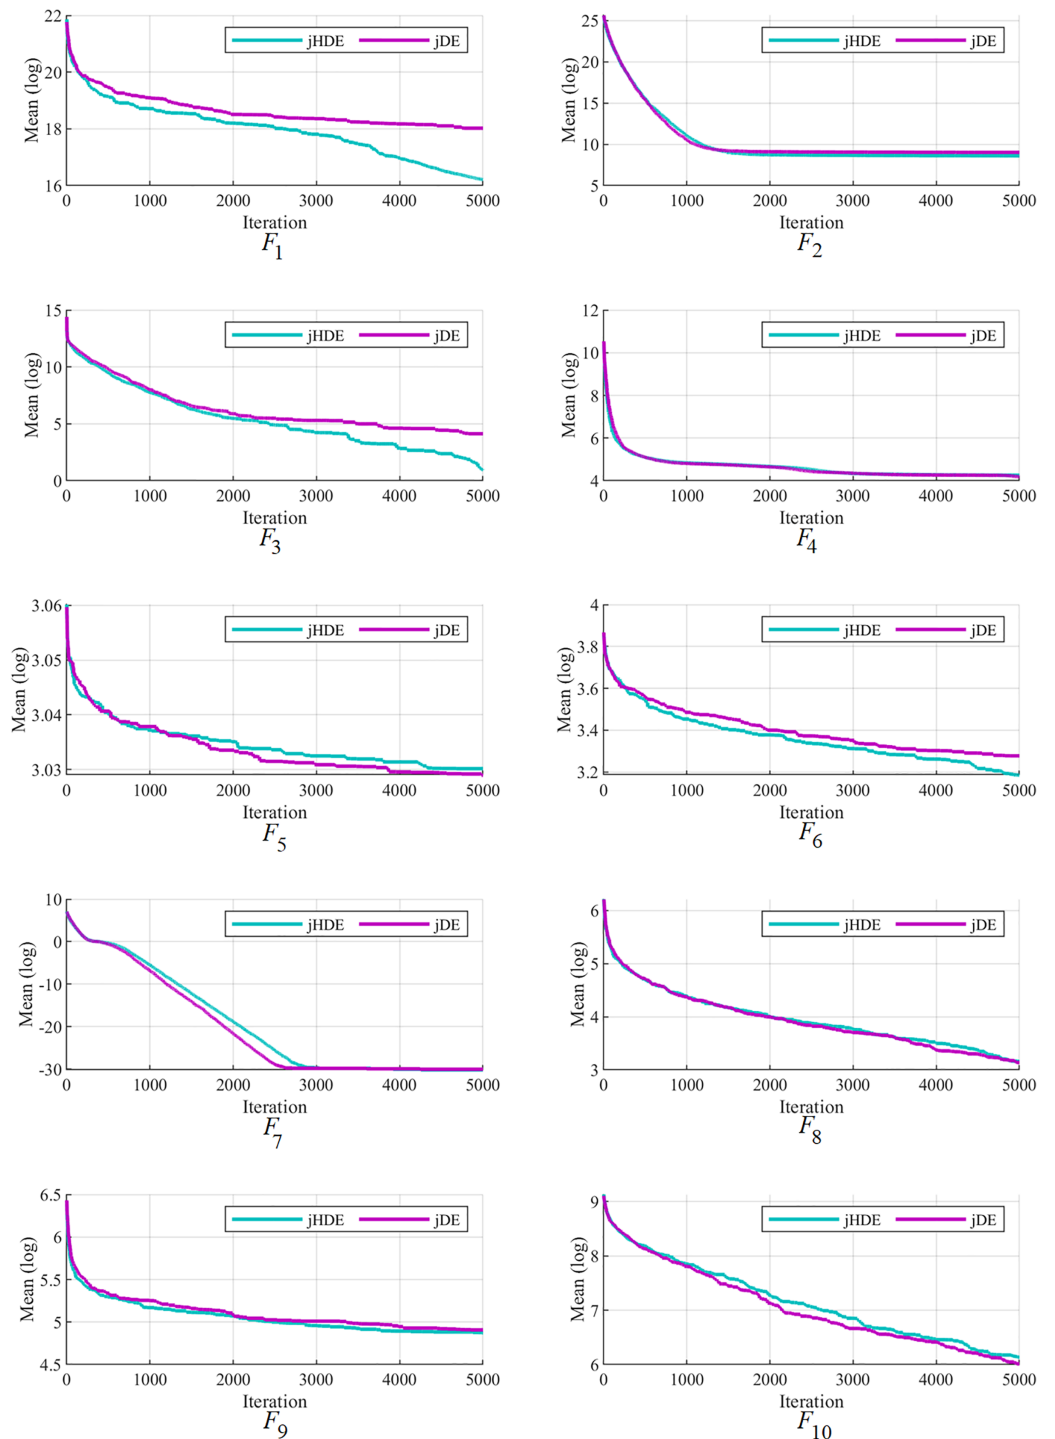 22
20
18
16
Mean (log)
jHDE jDE
0 1000 2000 3000 4000 5000
Iteration
F1
25
20
15
10
5
Mean (log)
jHDE jDE
0 1000 2000 3000 4000 5000
Iteration
F2
15
10
5
0
Mean (log)
jHDE jDE
0 1000 2000 3000 4000 5000
Iteration
F3
12
10
8
6
4
Mean (log)
jHDE jDE
0 1000 2000 3000 4000 5000
Iteration
F4
3.06
3.05
3.04
3.03
Mean (log)
jHDE jDE
0 1000 2000 3000 4000 5000
Iteration
F5
4
3.8
3.6
3.4
3.2
Mean (log)
jHDE jDE
0 1000 2000 3000 4000 5000
Iteration
F6
10
0
-10
-20
-30
Mean (log)
jHDE jDE
0 1000 2000 3000 4000 5000
Iteration
F7
6
5
4
3
Mean (log)
jHDE jDE
0 1000 2000 3000 4000 5000
Iteration
F8
6.5
6
5.5
5
4.5
Mean (log)
jHDE jDE
0 1000 2000 3000 4000 5000
Iteration
F9
9
8
7
6
Mean (log)
jHDE jDE
0 1000 2000 3000 4000 5000
Iteration
F10